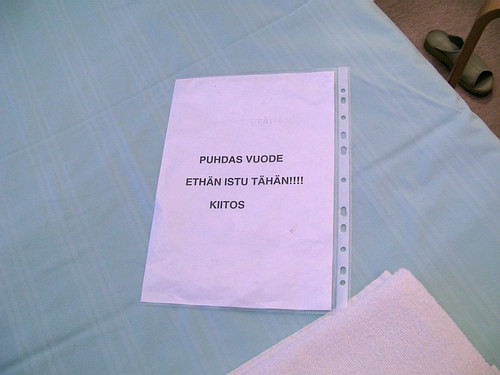 PUHDAS VUODE
ETHÄN ISTU TÄHÄN!!!!
KIITOS